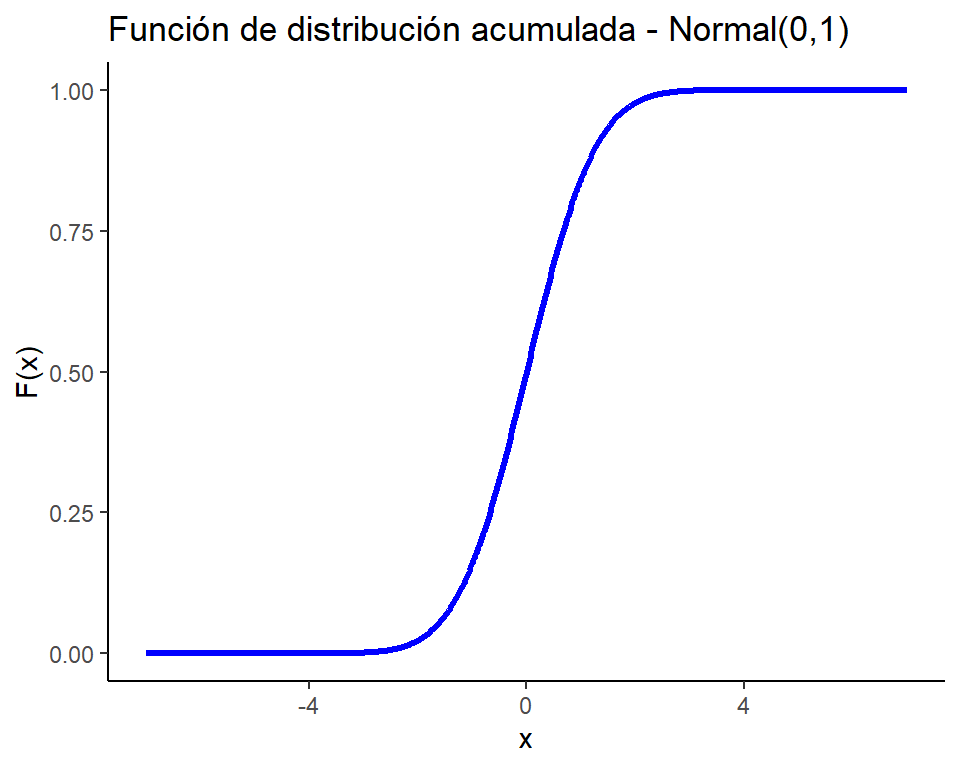 Función de distribución acumulada - Normal(0,1)
1.00
0.75
0.50
0.25
0.00
F(x)
-4
0
4
x